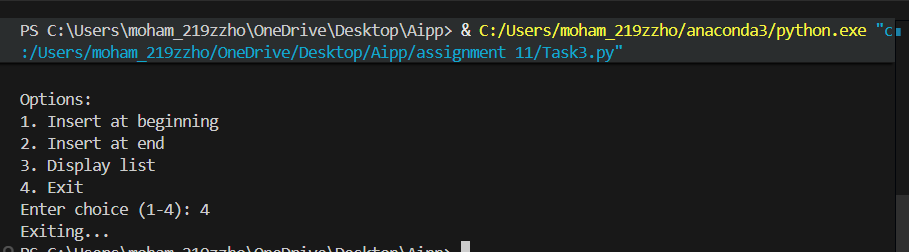 PS C:\Users\moham_219zzho\OneDrive\Desktop\Aipp> & C:/Users/moham_219zzho/anaconda3/python.exe "c
:/Users/moham_219zzho/OneDrive/Desktop/Aipp/assignment 11/Task3.py"
Options:
1. Insert at beginning
2. Insert at end
3. Display list
4. Exit
Enter choice (1-4): 4
Exiting...
PS C:\Users\moham_219zzho\OneDrive\Desktop\Aipp>